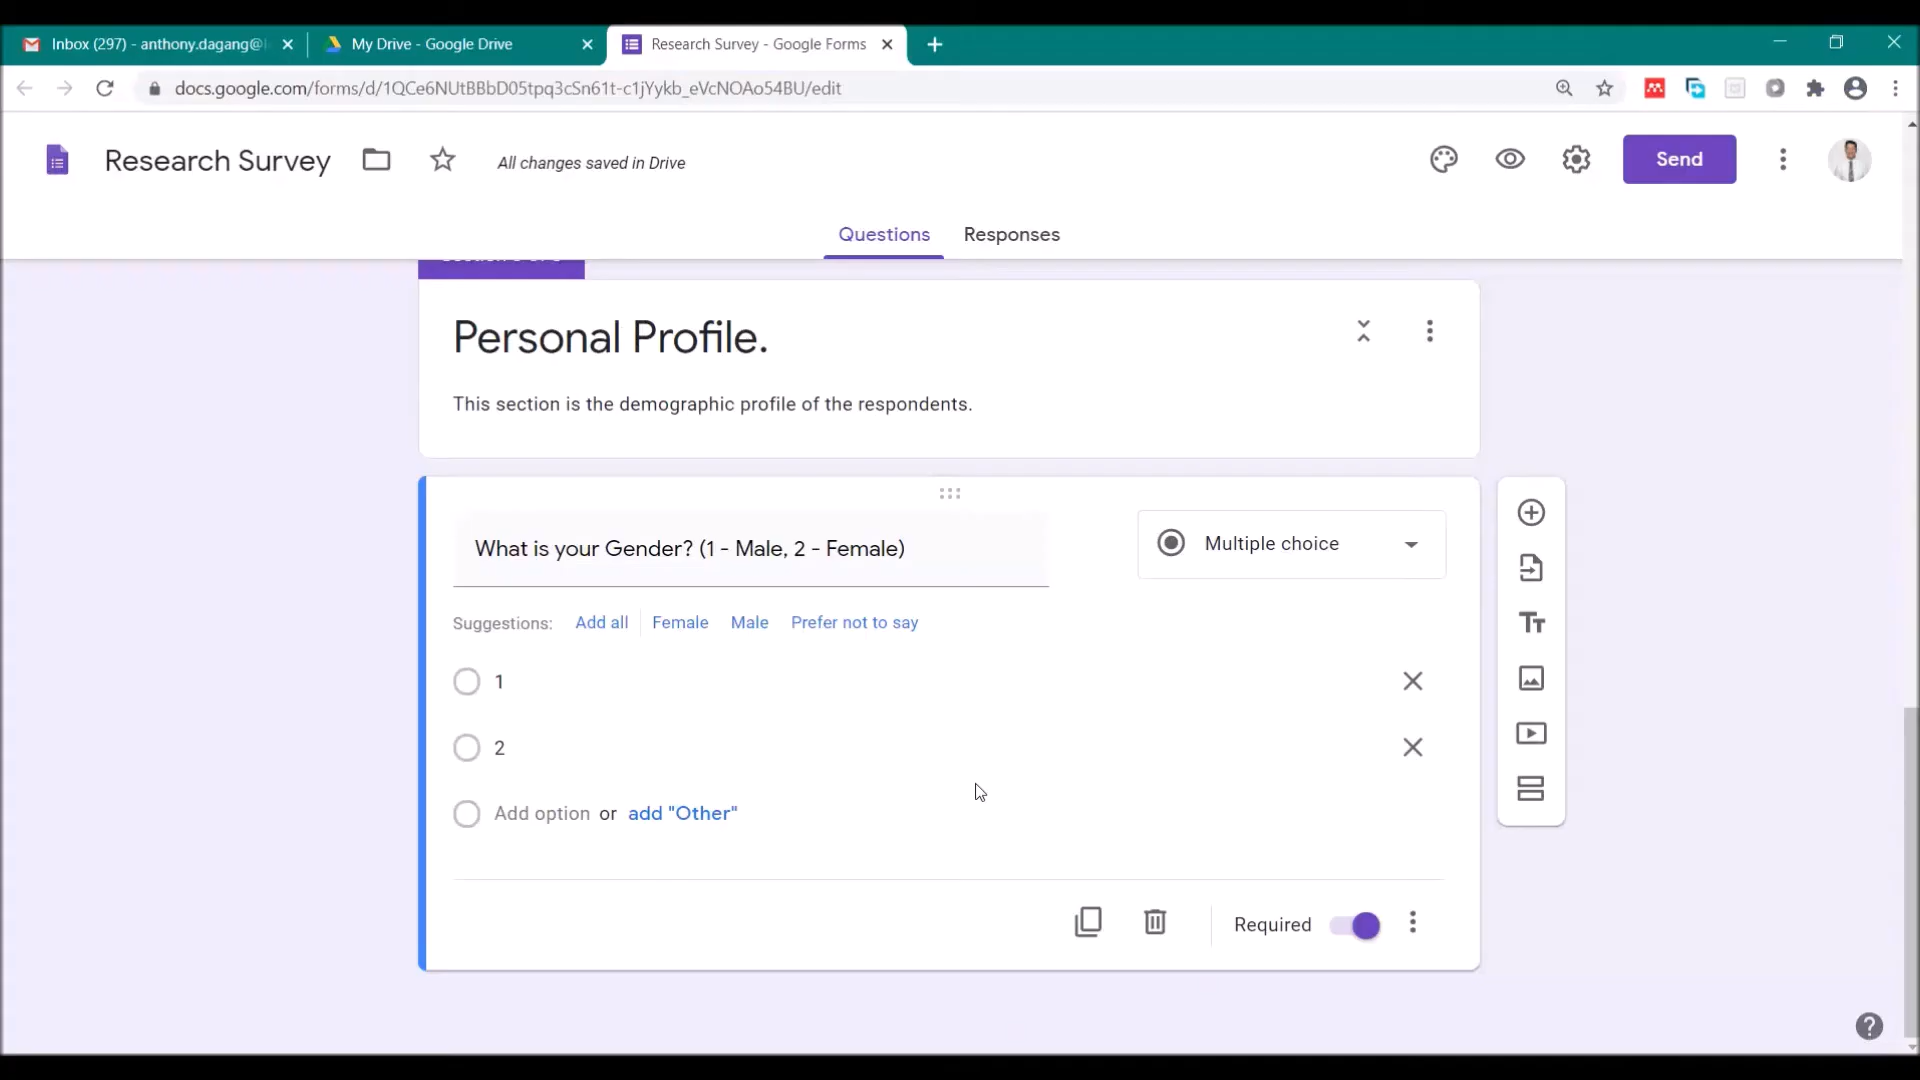 Inbox (297) - anthony.dagang@
My Drive - Google Drive
Research Survey - Google Forms
docs.google.com/forms/d/1QCe6NUtBBbD05tpq3cSn61t-c1jYykb_eVcNOAo54BU/edit
Research Survey
All changes saved in Drive
Send
Questions
Responses
Personal Profile.
This section is the demographic profile of the respondents.
What is your Gender? (1 - Male, 2 - Female)
Multiple choice
Suggestions: Add all Female Male Prefer not to say
1
2
Add option or add "Other"
Required